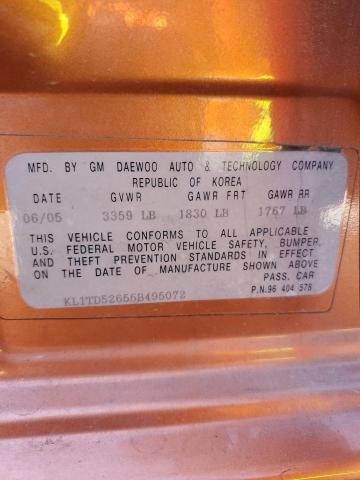 MFD. BY GM DAEWOO AUTO & TECHNOLOGY COMPANY
REPUBLIC OF KOREA
DATE GVWR GAWR FRT GAWR RR
06/05 3359 LB 1830 LB 1767 LB
THIS VEHICLE CONFORMS TO ALL APPLICABLE
U.S. FEDERAL MOTOR VEHICLE SAFETY, BUMPER,
AND THEFT PREVENTION STANDARDS IN EFFECT
ON THE DATE OF MANUFACTURE SHOWN ABOVE
PASS. CAR
KL1TD52655B495072
P.N.96 404 578